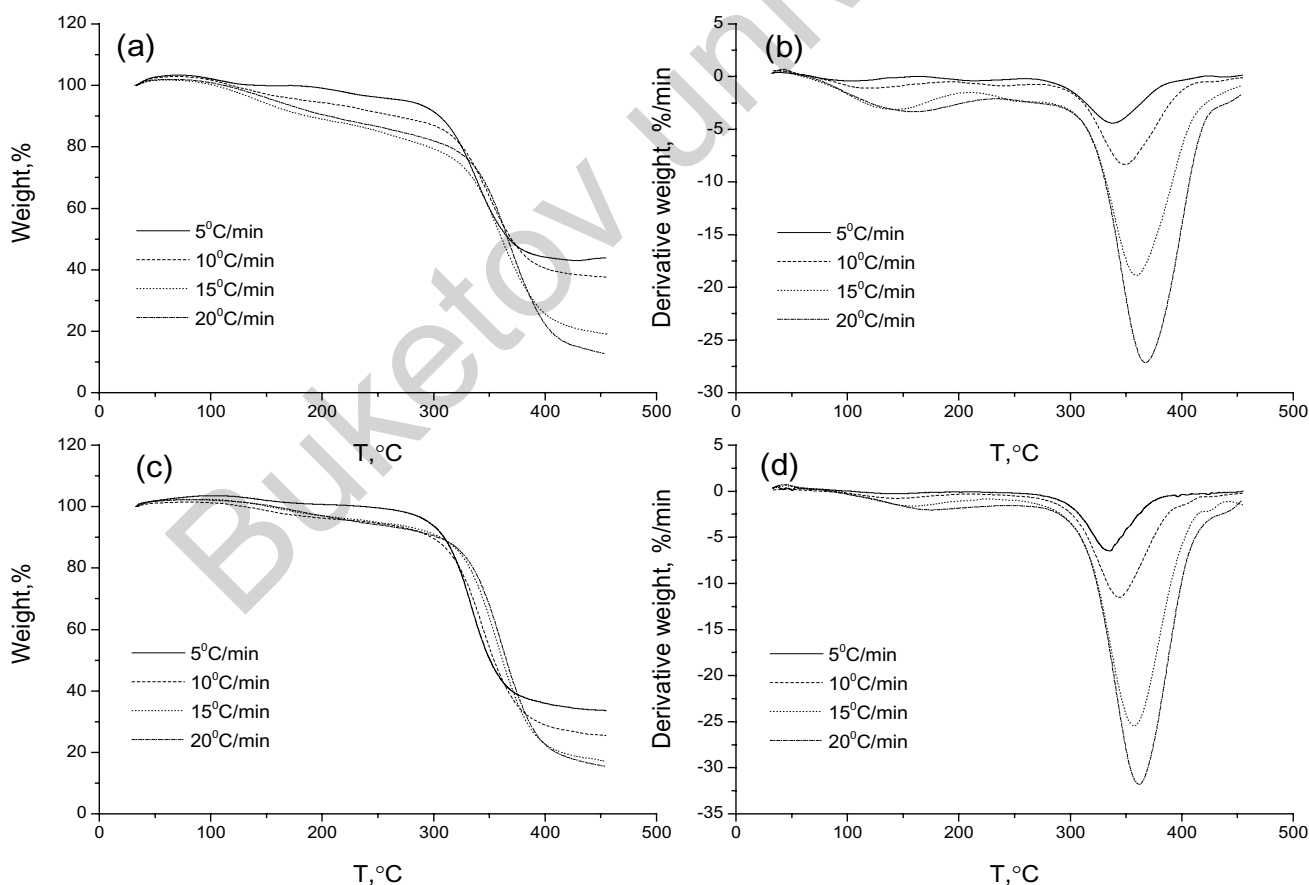 (a)
120
100
80
60
40
20
0
Weight,%
5⁰C/min
10⁰C/min
15⁰C/min
20⁰C/min
0 100 200 300 400 500
T,°C
(b)
5
0
-5
-10
-15
-20
-25
-30
Derivative weight, %/min
5⁰C/min
10⁰C/min
15⁰C/min
20⁰C/min
0 100 200 300 400 500
T,°C
(c)
120
100
80
60
40
20
0
Weight,%
5⁰C/min
10⁰C/min
15⁰C/min
20⁰C/min
0 100 200 300 400 500
T,°C
(d)
5
0
-5
-10
-15
-20
-25
-30
-35
Derivative weight, %/min
5⁰C/min
10⁰C/min
15⁰C/min
20⁰C/min
0 100 200 300 400 500
T,°C
Buketov